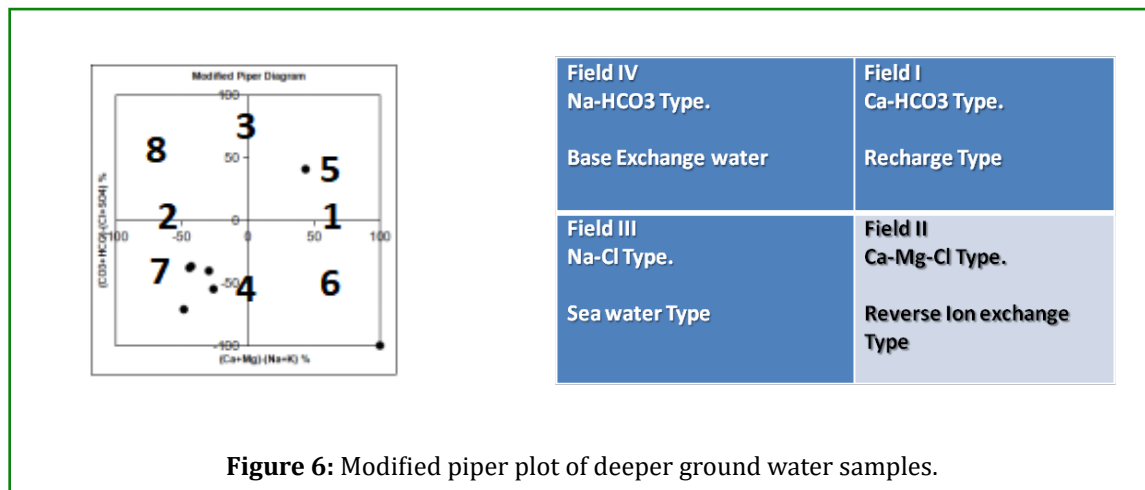 Modified Piper Diagram
100
3
8
50
5
(CO3+HCO3)-(Cl+SO4) %
2
0
1
-100
-50
0
50
100
7
-50
4
6
-100
(Ca+Mg)-(Na+K) %
Field IV
Na-HCO3 Type.
Base Exchange water
Field I
Ca-HCO3 Type.
Recharge Type
Field III
Na-Cl Type.
Sea water Type
Field II
Ca-Mg-Cl Type.
Reverse Ion exchange
Type
Figure 6: Modified piper plot of deeper ground water samples.